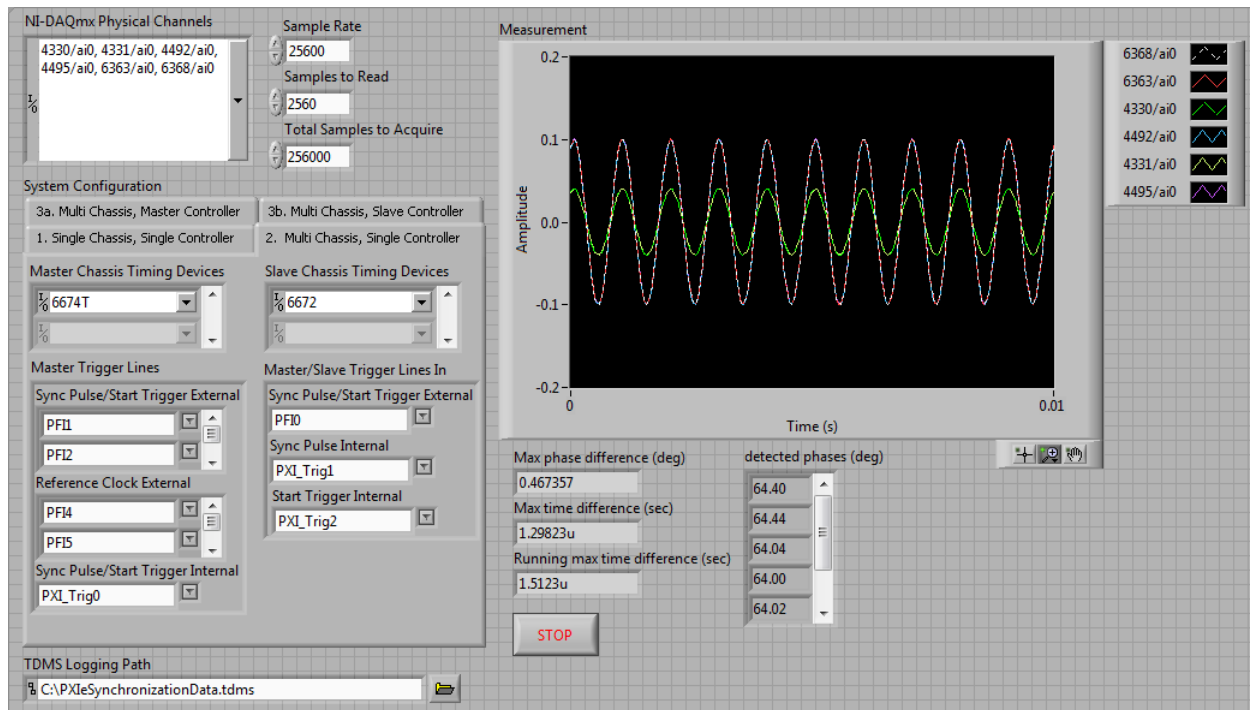 NI-DAQmx Physical Channels
4330/ai0, 4331/ai0, 4492/ai0,
4495/ai0, 6363/ai0, 6368/ai0
Sample Rate
25600
Samples to Read
2560
Total Samples to Acquire
256000
System Configuration
3a. Multi Chassis, Master Controller
3b. Multi Chassis, Slave Controller
1. Single Chassis, Single Controller
2. Multi Chassis, Single Controller
Master Chassis Timing Devices
6674T
Slave Chassis Timing Devices
6672
Master Trigger Lines
Sync Pulse/Start Trigger External
PFI1
PFI2
Reference Clock External
PFI4
PFI5
Sync Pulse/Start Trigger Internal
PXI_Trig0
Master/Slave Trigger Lines In
Sync Pulse/Start Trigger External
PFI0
Sync Pulse Internal
PXI_Trig1
Start Trigger Internal
PXI_Trig2
TDMS Logging Path
C:\PXIeSynchronizationData.tdms
Measurement
Amplitude
0.2
0.1
0.0
-0.1
-0.2
0
0.01
Time (s)
6368/ai0
6363/ai0
4330/ai0
4492/ai0
4331/ai0
4495/ai0
Max phase difference (deg)
0.467357
Max time difference (sec)
1.29823u
Running max time difference (sec)
1.5123u
STOP
detected phases (deg)
64.40
64.44
64.04
64.00
64.02